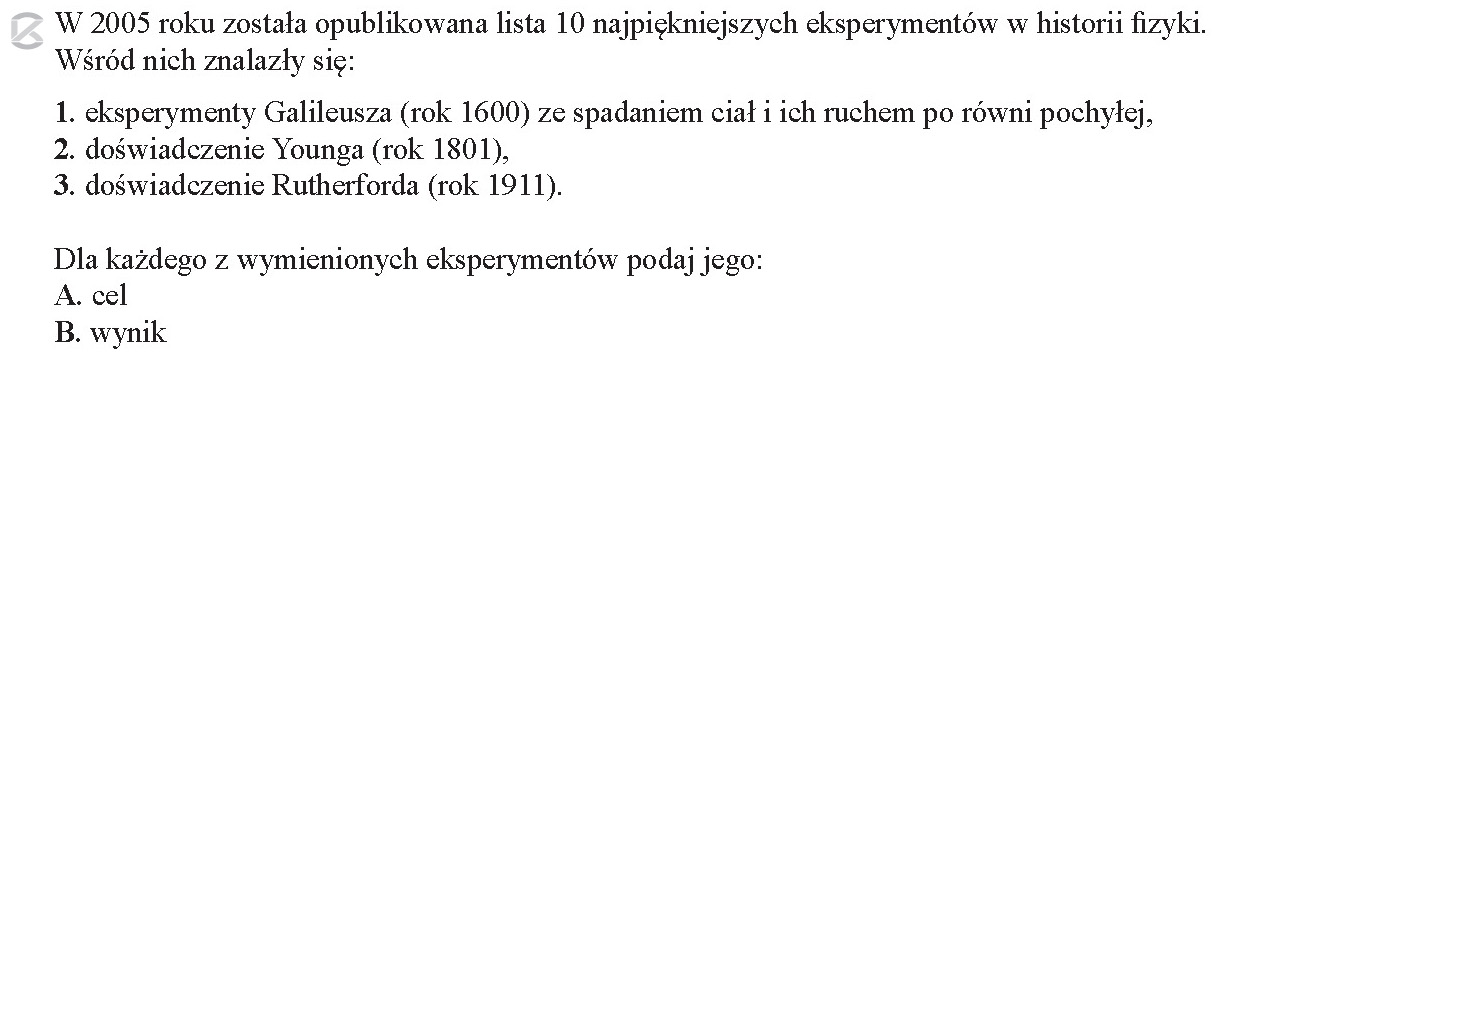 W 2005 roku została opublikowana lista 10 najpiękniejszych eksperymentów w historii fizyki.
Wśród nich znalazły się:
1. eksperymenty Galileusza (rok 1600) ze spadaniem ciał i ich ruchem po równi pochyłej,
2. doświadczenie Younga (rok 1801),
3. doświadczenie Rutherforda (rok 1911).
Dla każdego z wymienionych eksperymentów podaj jego:
A. cel
B. wynik